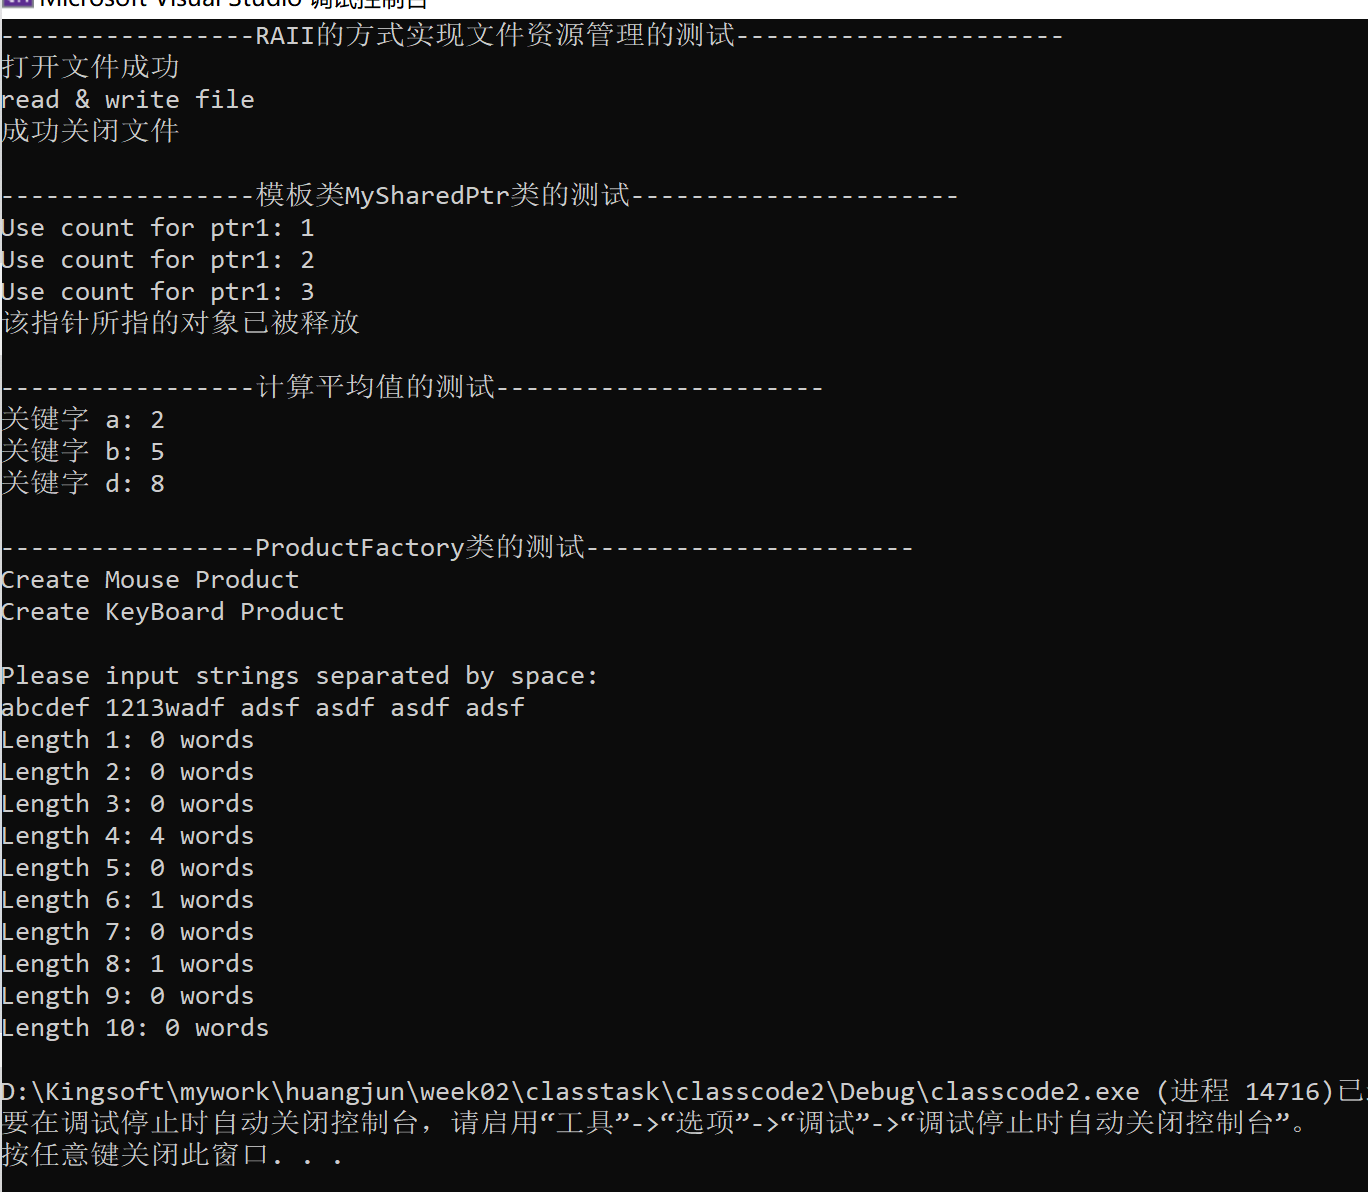 Microsoft Visual Studio 调试控制台
-----------------RAII的方式实现文件资源管理的测试----------------------
打开文件成功
read & write file
成功关闭文件
-----------------模板类MySharedPtr类的测试----------------------
Use count for ptr1: 1
Use count for ptr1: 2
Use count for ptr1: 3
该指针所指的对象已被释放
-----------------计算平均值的测试----------------------
关键字 a: 2
关键字 b: 5
关键字 d: 8
-----------------ProductFactory类的测试----------------------
Create Mouse Product
Create KeyBoard Product
Please input strings separated by space:
abcdef 1213wadf adsf asdf asdf adsf
Length 1: 0 words
Length 2: 0 words
Length 3: 0 words
Length 4: 4 words
Length 5: 0 words
Length 6: 1 words
Length 7: 0 words
Length 8: 1 words
Length 9: 0 words
Length 10: 0 words
D:\Kingsoft\mywork\huangjun\week02\classtask\classcode2\Debug\classcode2.exe (进程 14716)已
要在调试停止时自动关闭控制台，请启用“工具”->“选项”->“调试”->“调试停止时自动关闭控制台”。
按任意键关闭此窗口. . .